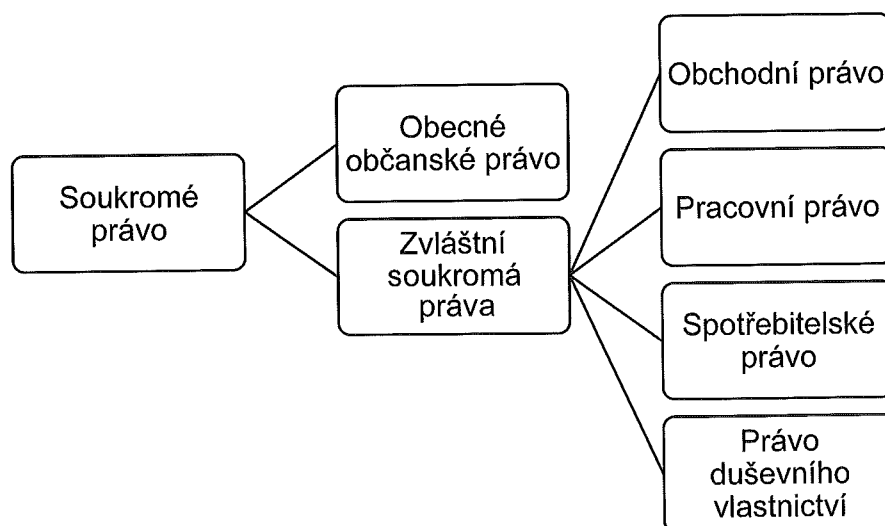 Soukromé
právo
Obecné
občanské právo
Zvláštní
soukromá
práva
Obchodní právo
Pracovní právo
Spotřebitelské
právo
Právo
duševního
vlastnictví